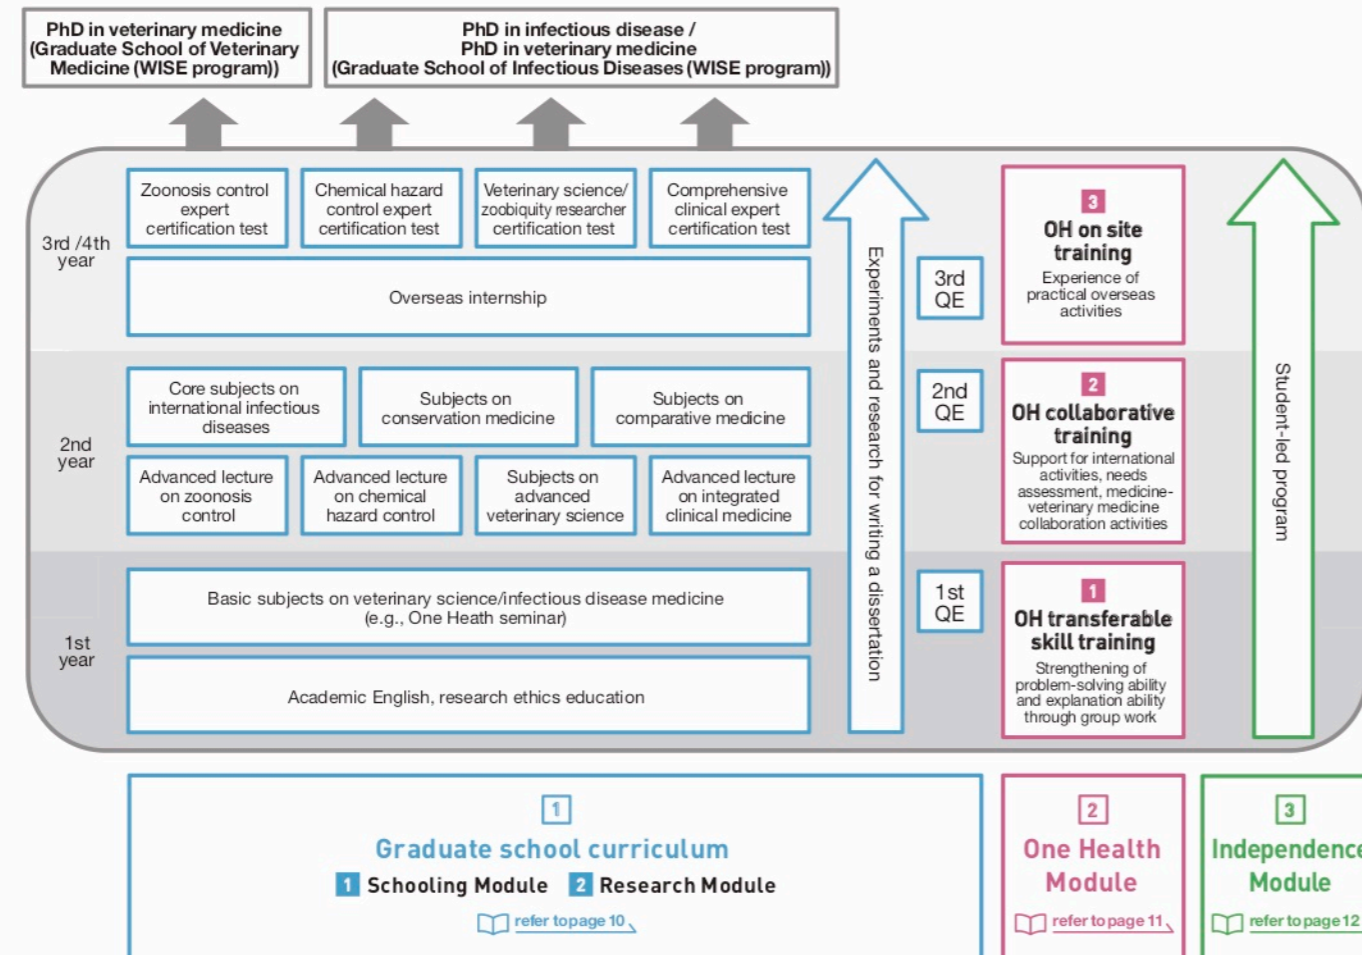 PhD in veterinary medicine
(Graduate School of Veterinary
Medicine (WISE program))
PhD in infectious disease /
PhD in veterinary medicine
(Graduate School of Infectious Diseases (WISE program))
3rd /4th
year
Zoonosis control
expert
certification test
Chemical hazard
control expert
certification test
Veterinary science/
zoobiquity researcher
certification test
Comprehensive
clinical expert
certification test
Overseas internship
2nd
year
Core subjects on
international infectious
diseases
Subjects on
conservation medicine
Subjects on
comparative medicine
Advanced lecture
on zoonosis
control
Advanced lecture
on chemical
hazard control
Subjects on
advanced
veterinary science
Advanced lecture
on integrated
clinical medicine
1st
year
Basic subjects on veterinary science/infectious disease medicine
(e.g., One Heath seminar)
Academic English, research ethics education
Experiments and research for writing a dissertation
3rd
QE
2nd
QE
1st
QE
3
OH on site
training
Experience of
practical overseas
activities
2
OH collaborative
training
Support for international
activities, needs
assessment, medicine-
veterinary medicine
collaboration activities
1
OH transferable
skill training
Strengthening of
problem-solving ability
and explanation ability
through group work
Student-led program
1
Graduate school curriculum
1 Schooling Module 2 Research Module
refer to page 10
2
One Health
Module
refer to page 11
3
Independence
Module
refer to page 12